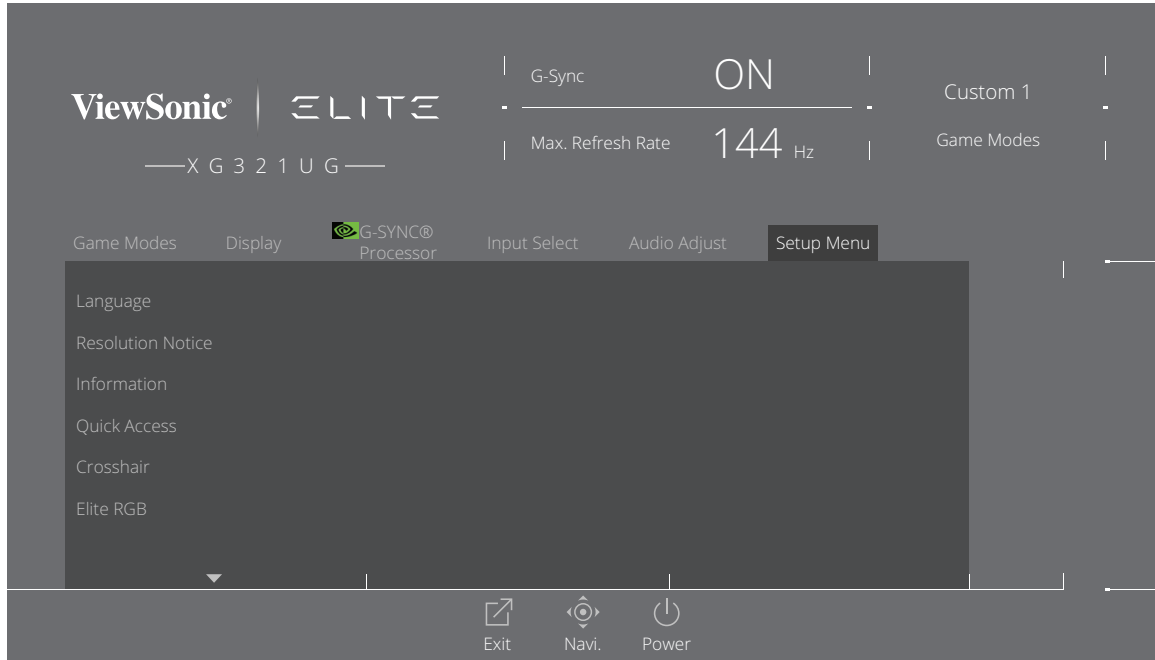 ViewSonic® ELITE
XG321UG
G-Sync ON
Max. Refresh Rate 144 Hz
Custom 1
Game Modes
Game Modes
Display
G-SYNC®
Processor
Input Select
Audio Adjust
Setup Menu
Language
Resolution Notice
Information
Quick Access
Crosshair
Elite RGB
Exit
Navi.
Power